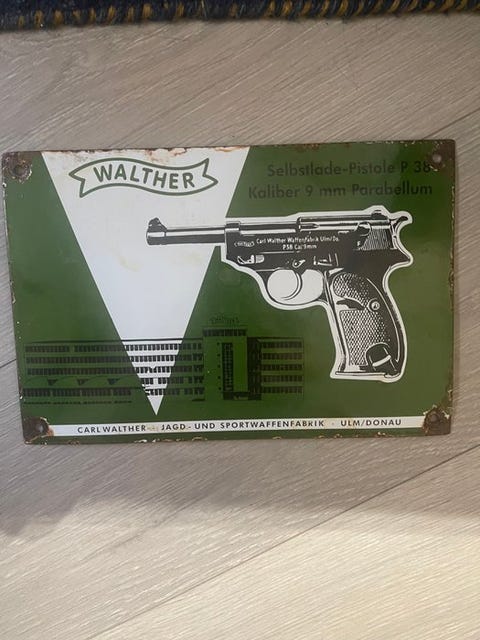 WALTHER
Selbstlade-Pistole P 38
Kaliber 9 mm Parabellum
Carl Walther Waffenfabrik Ulm/Do.
P38 Cal 9mm
CARL WALTHER JAGD- UND SPORTWAFFENFABRIK · ULM/DONAU